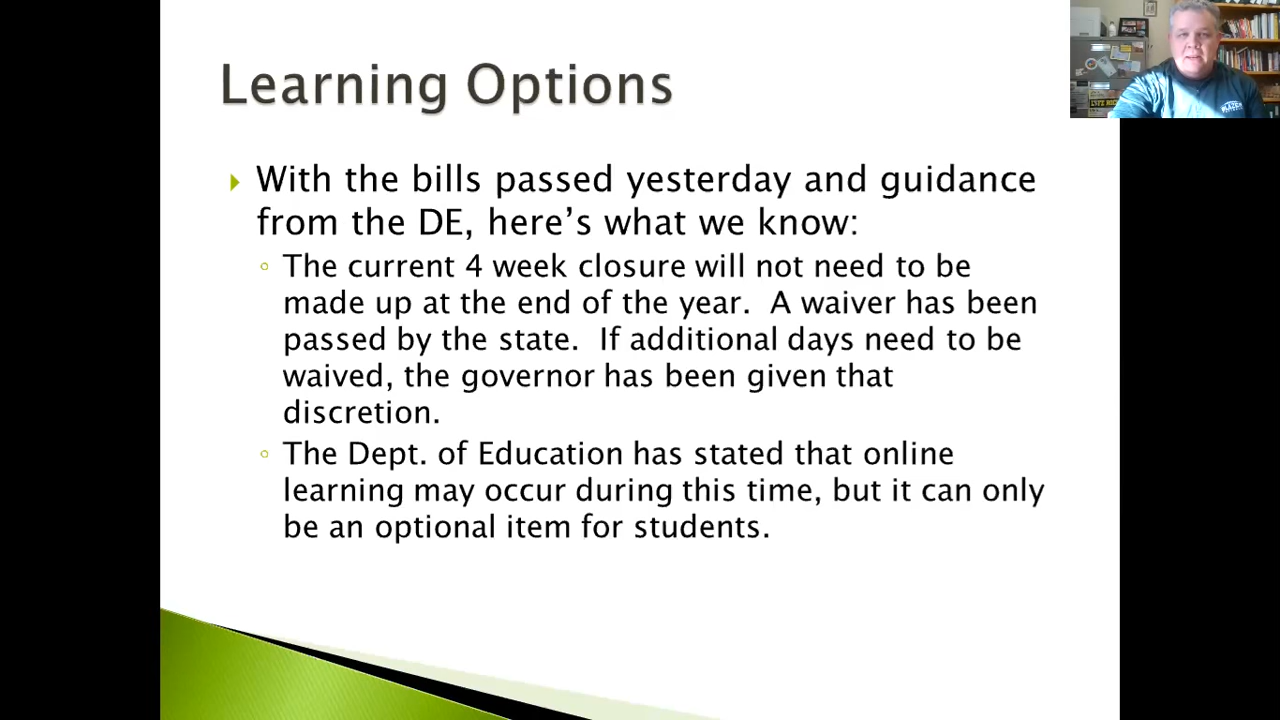 Learning Options
With the bills passed yesterday and guidance
from the DE, here's what we know:
The current 4 week closure will not need to be
made up at the end of the year.  A waiver has been
passed by the state.  If additional days need to be
waived, the governor has been given that
discretion.
The Dept. of Education has stated that online
learning may occur during this time, but it can only
be an optional item for students.